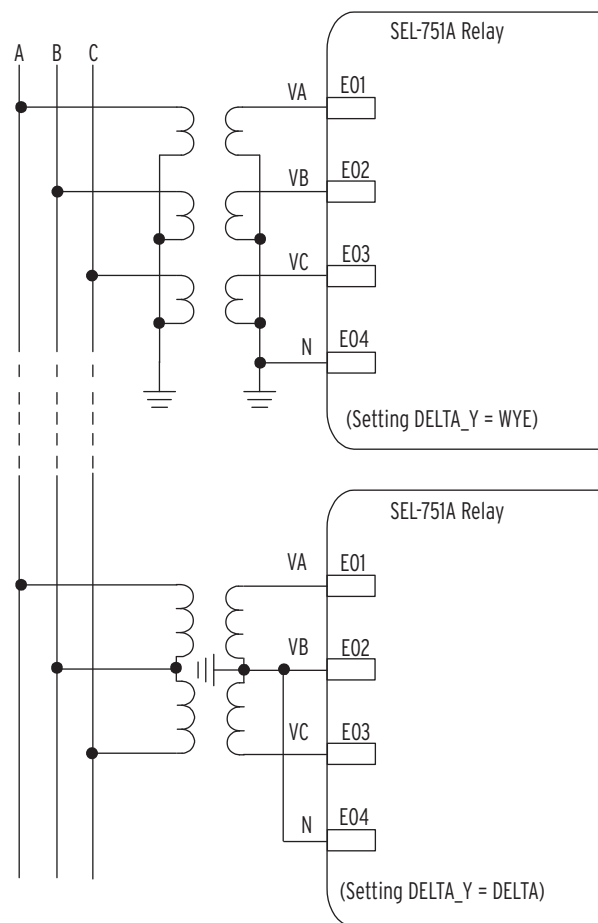 SEL-751A Relay
A B C
VA E01
VB E02
VC E03
N E04
(Setting DELTA_Y = WYE)
SEL-751A Relay
VA E01
VB E02
VC E03
N E04
(Setting DELTA_Y = DELTA)